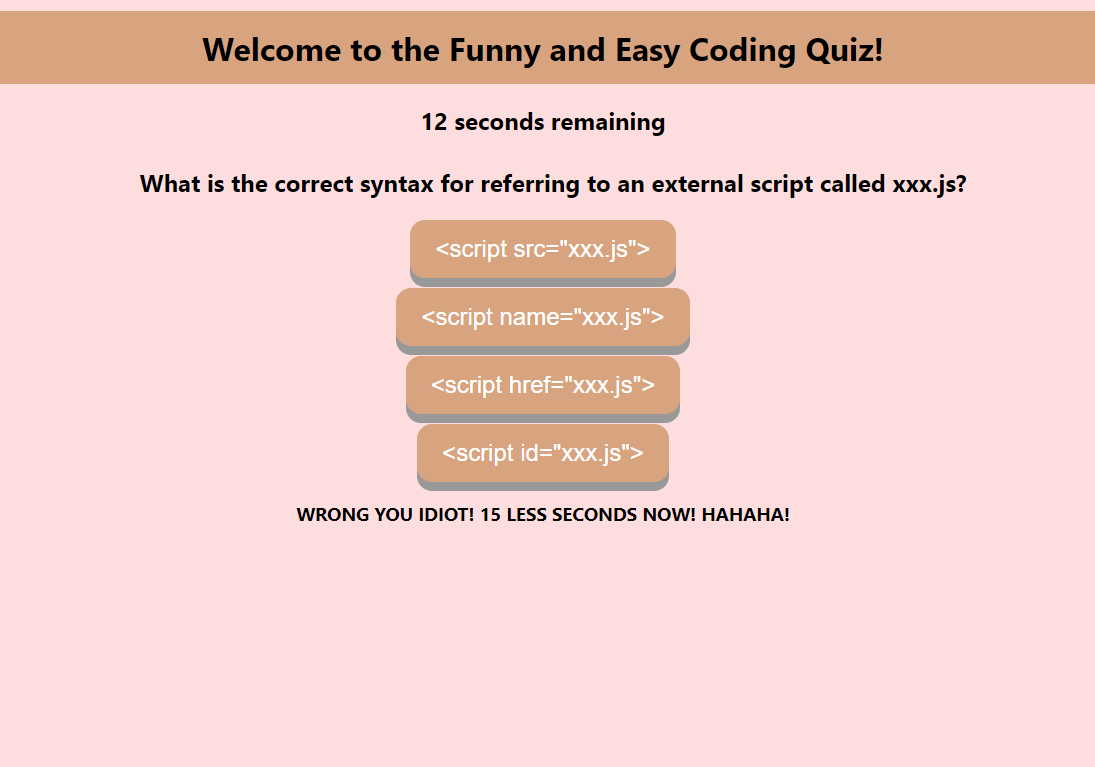 Welcome to the Funny and Easy Coding Quiz!
12 seconds remaining
What is the correct syntax for referring to an external script called xxx.js?
<script src="xxx.js">
<script name="xxx.js">
<script href="xxx.js">
<script id="xxx.js">
WRONG YOU IDIOT! 15 LESS SECONDS NOW! HAHAHA!